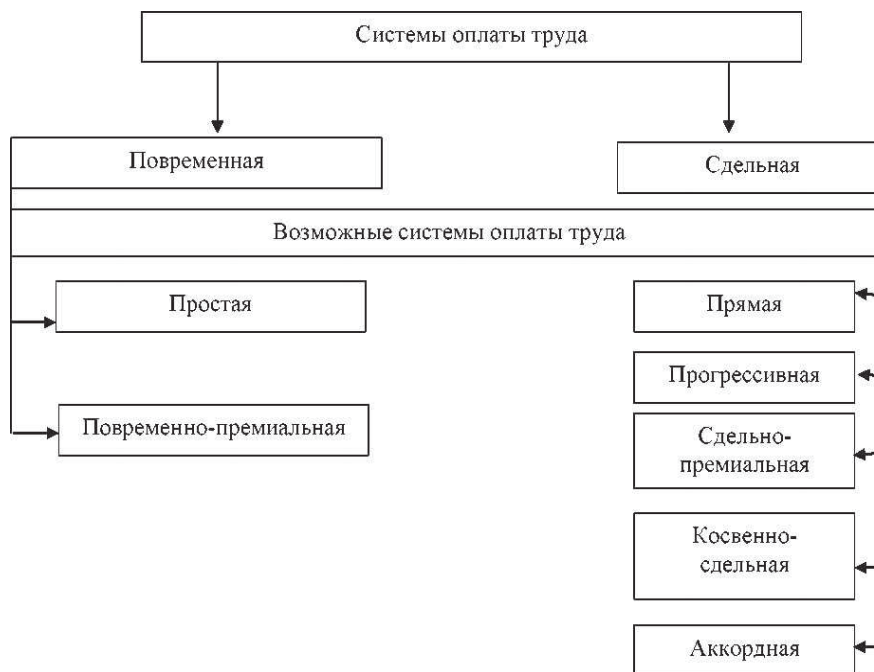 Системы оплаты труда
Повременная
Сдельная
Возможные системы оплаты труда
Простая
Повременно-премиальная
Прямая
Прогрессивная
Сдельно-
премиальная
Косвенно-
сдельная
Аккордная